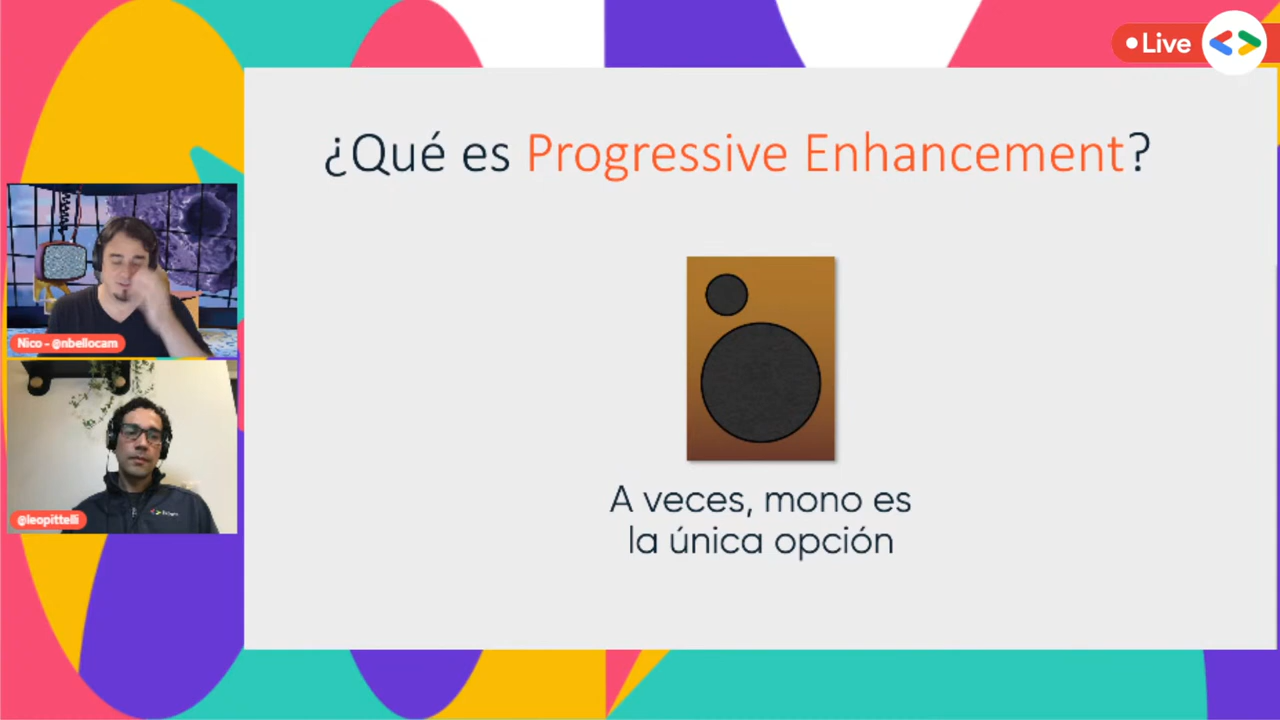 Live
¿Qué es Progressive Enhancement?
Nico - @nbellocam
@leopittelli
A veces, mono es
la única opción